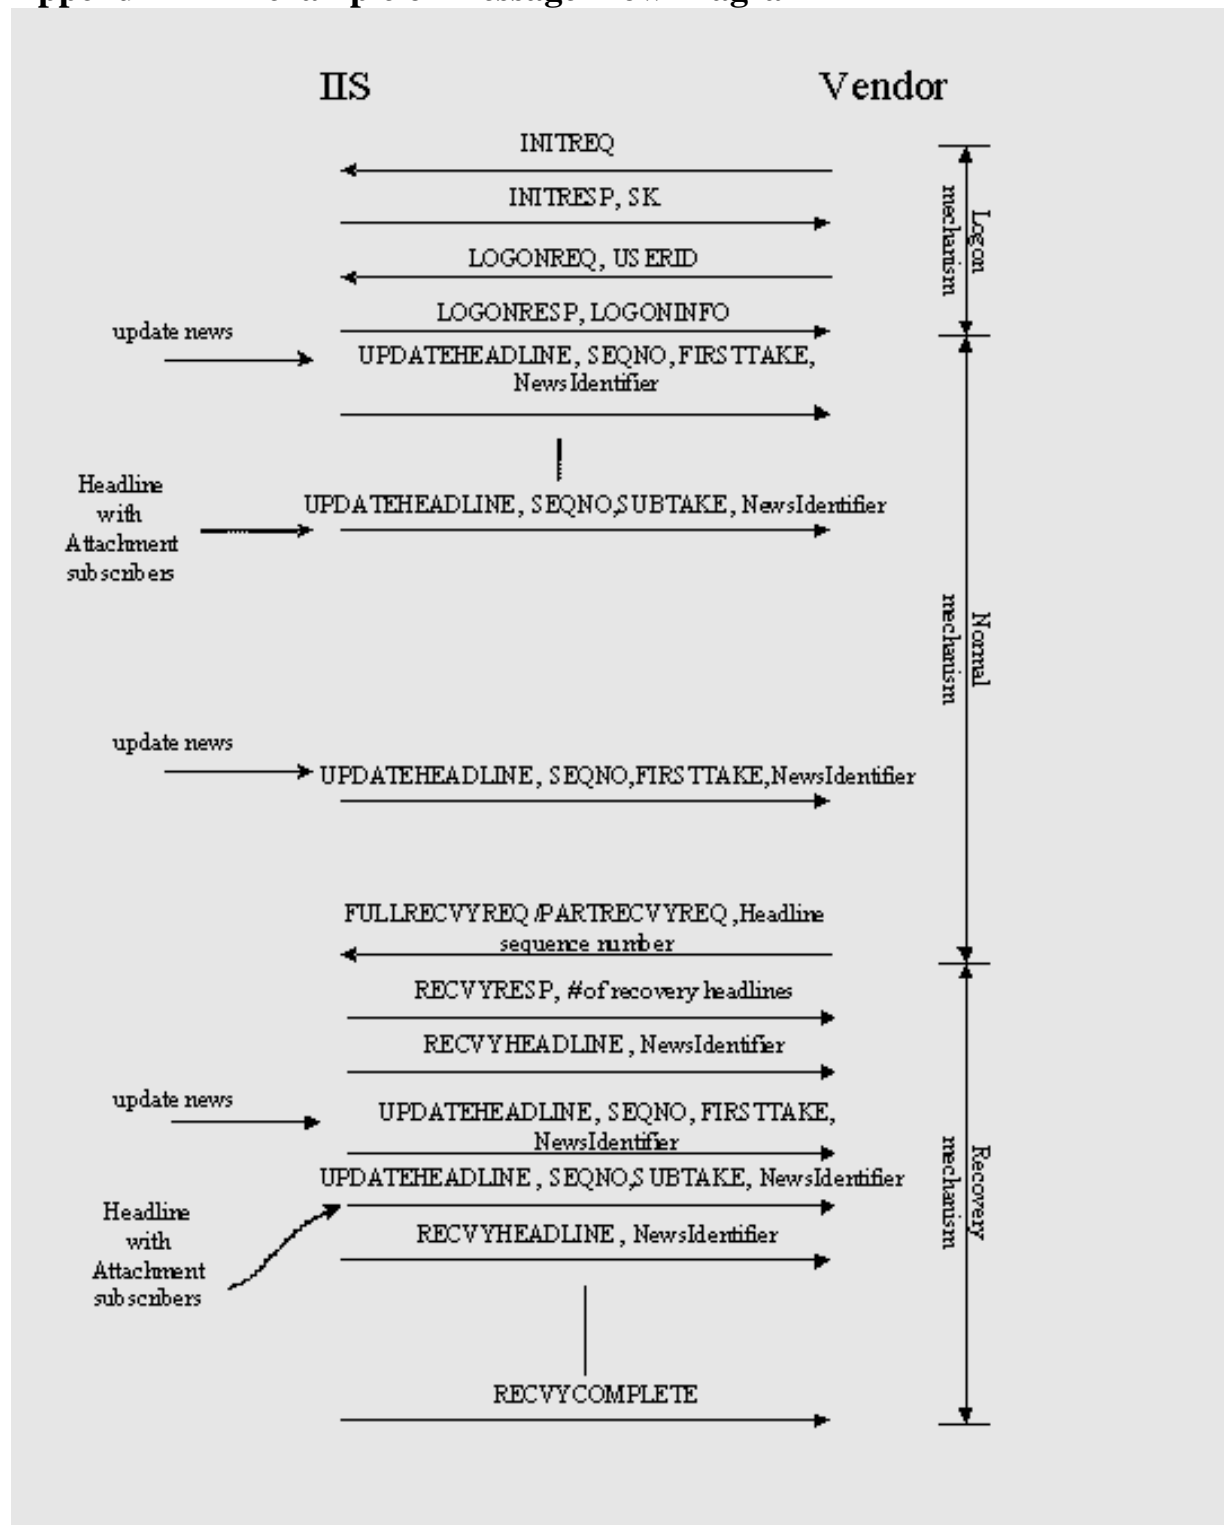 IIS
Vendor
INITREQ
INITRESP, SK
LOGONREQ, USERID
LOGONRESP, LOGONINFO
Logon
mechanism
update news
UPDATEHEADLINE, SEQNO, FIRSTTAKE,
NewsIdentifier
Headline
with
Attachment
subscribers
UPDATEHEADLINE, SEQNO,SUBTAKE, NewsIdentifier
Normal
mechanism
update news
UPDATEHEADLINE, SEQNO,FIRSTTAKE,NewsIdentifier
FULLRECVYREQ/PARTRECVYREQ,Headline
sequence number
RECVYRESP, #of recovery headlines
RECVYHEADLINE, NewsIdentifier
update news
UPDATEHEADLINE, SEQNO, FIRSTTAKE,
NewsIdentifier
UPDATEHEADLINE, SEQNO,SUBTAKE, NewsIdentifier
Headline
with
Attachment
subscribers
RECVYHEADLINE, NewsIdentifier
Recovery
mechanism
RECVYCOMPLETE